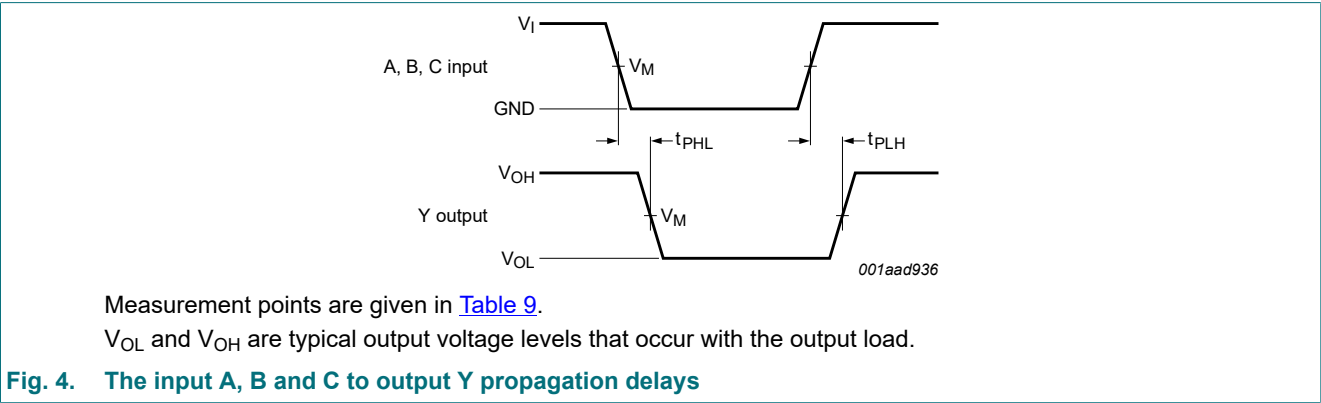 VI
A, B, C input
VM
GND
tPHL
tPLH
VOH
Y output
VM
VOL
001aad936
Measurement points are given in Table 9.
VOL and VOH are typical output voltage levels that occur with the output load.
Fig. 4. The input A, B and C to output Y propagation delays